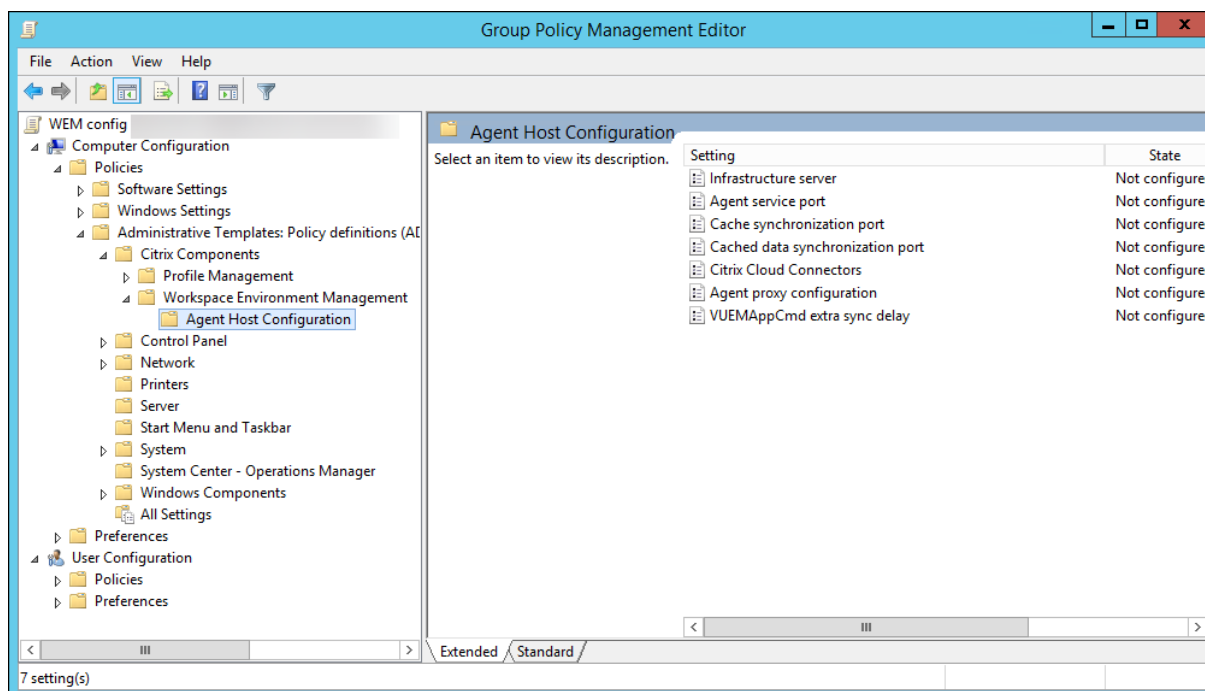 Group Policy Management Editor
File Action View Help
WEM config
Computer Configuration
Policies
Software Settings
Windows Settings
Administrative Templates: Policy definitions (AD
Citrix Components
Profile Management
Workspace Environment Management
Agent Host Configuration
Control Panel
Network
Printers
Server
Start Menu and Taskbar
System
System Center - Operations Manager
Windows Components
All Settings
Preferences
User Configuration
Policies
Preferences
Agent Host Configuration
Select an item to view its description.
Setting State
Infrastructure server Not configure
Agent service port Not configure
Cache synchronization port Not configure
Cached data synchronization port Not configure
Citrix Cloud Connectors Not configure
Agent proxy configuration Not configure
VUEMAppCmd extra sync delay Not configure
Extended Standard
7 setting(s)